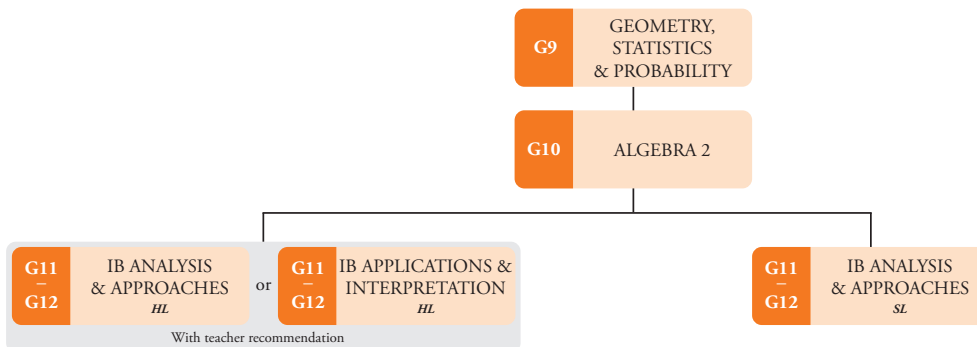 G9
GEOMETRY,
STATISTICS
& PROBABILITY
G10
ALGEBRA 2
G11
–
G12
IB ANALYSIS
& APPROACHES
HL
or
G11
–
G12
IB APPLICATIONS &
INTERPRETATION
HL
With teacher recommendation
G11
–
G12
IB ANALYSIS
& APPROACHES
SL